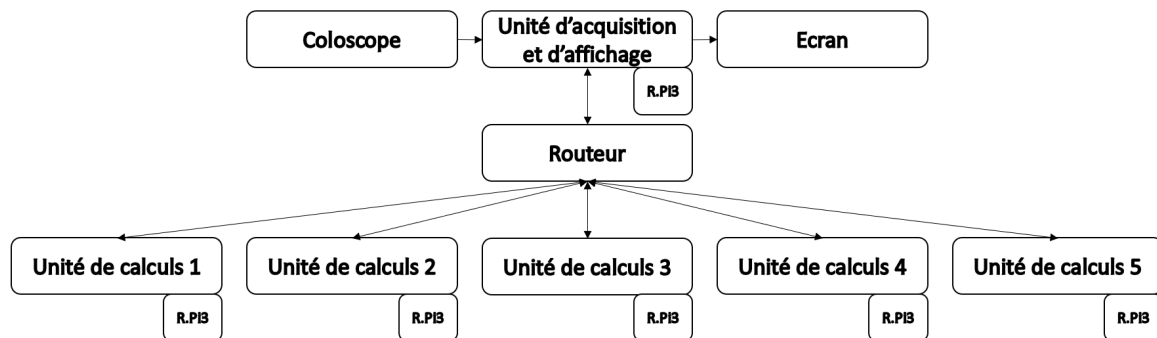 Coloscope
Unité d'acquisition
et d'affichage
Ecran
R.PI3
Routeur
Unité de calculs 1
Unité de calculs 2
Unité de calculs 3
Unité de calculs 4
Unité de calculs 5
R.PI3
R.PI3
R.PI3
R.PI3
R.PI3